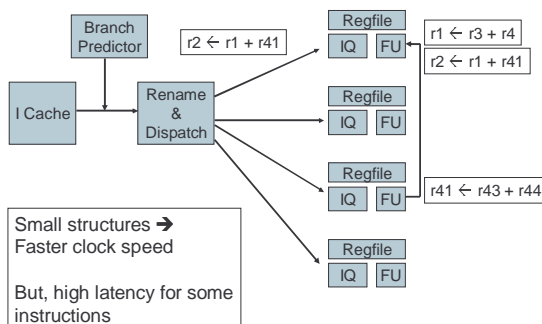 Branch
Predictor
I Cache
Rename
&
Dispatch
r2 ← r1 + r41
Regfile
IQ FU
r1 ← r3 + r4
r2 ← r1 + r41
Regfile
IQ FU
Regfile
IQ FU
r41 ← r43 + r44
Regfile
IQ FU
Small structures ➔
Faster clock speed
But, high latency for some
instructions